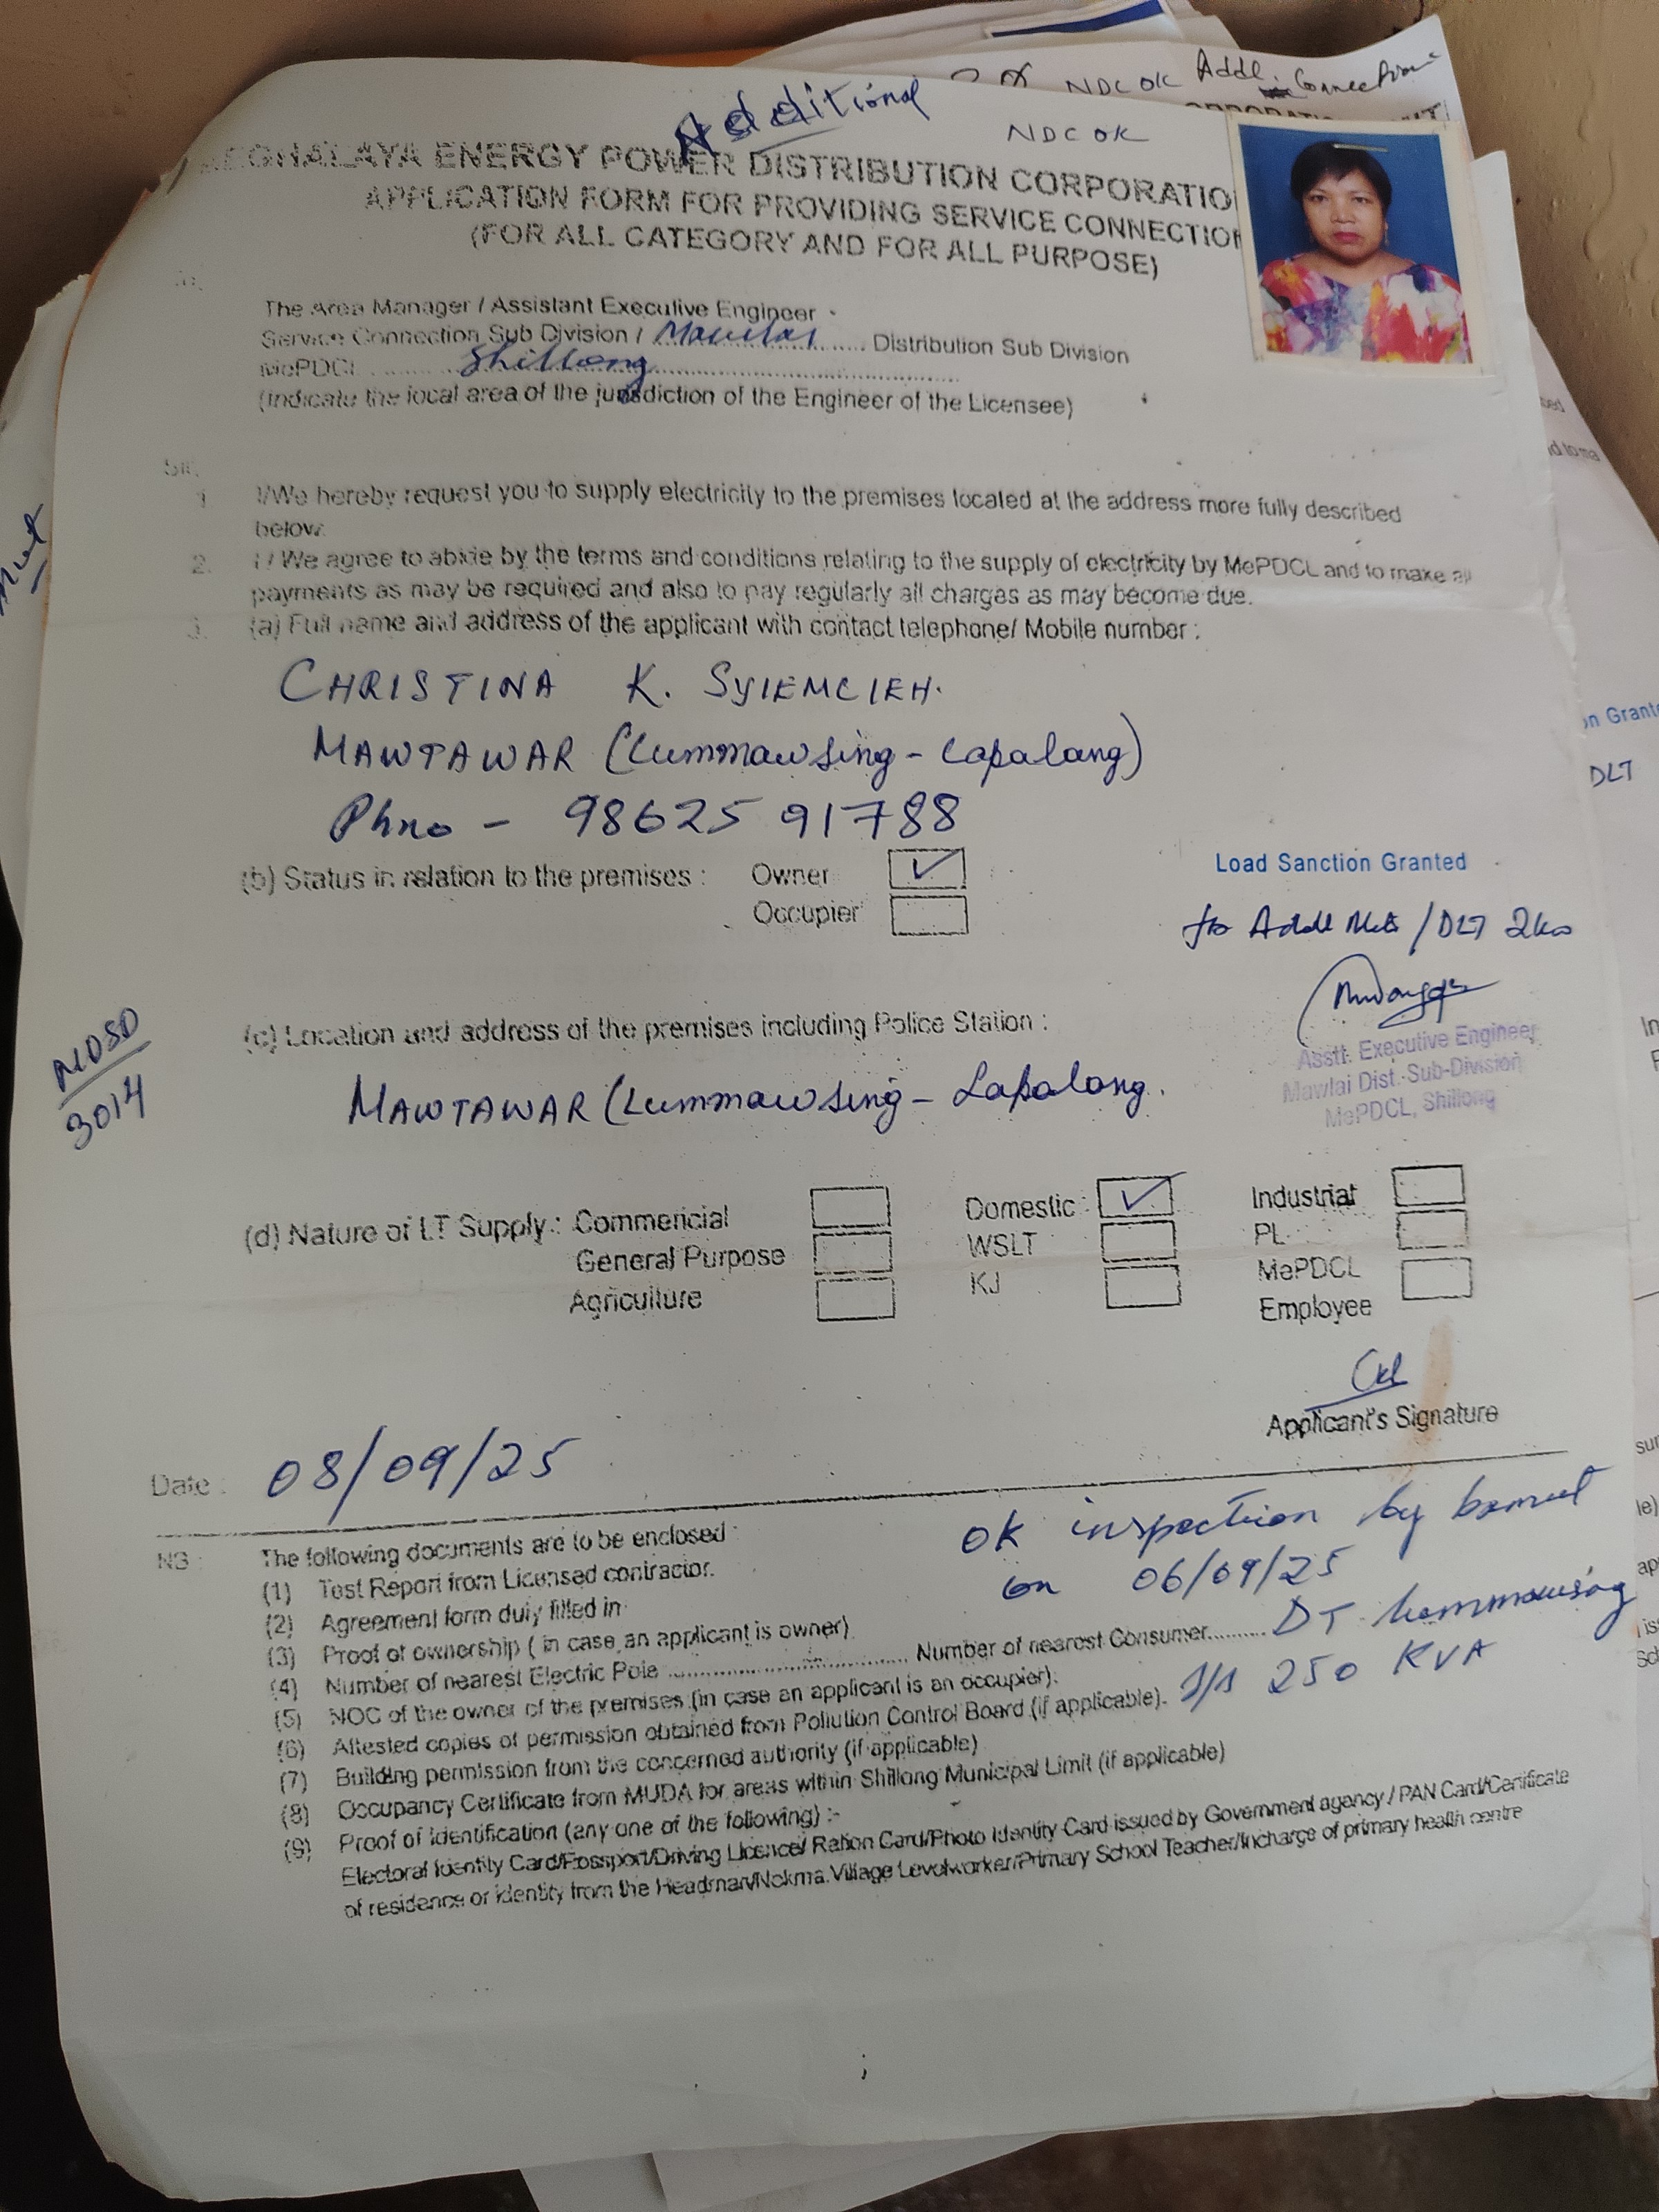 NDC OK Addl. Connection
Additional
NDC OK
EGHALAYA ENERGY POWER DISTRIBUTION CORPORATIO
APPLICATION FORM FOR PROVIDING SERVICE CONNECTIO
(FOR ALL CATEGORY AND FOR ALL PURPOSE)
The Area Manager / Assistant Executive Engineer
Service Connection Sub Division / Mawlai ........ Distribution Sub Division
MePDCL ........ Shillong ........
(Indicate the local area of the jurisdiction of the Engineer of the Licensee)
Sir,
1. I/We hereby request you to supply electricity to the premises located at the address more fully described
below.
2. I / We agree to abide by the terms and conditions relating to the supply of electricity by MePDCL and to make all
payments as may be required and also to pay regularly all charges as may become due.
3. (a) Full name and address of the applicant with contact telephone/ Mobile number :
CHRISTINA K. SYIEMLIEH.
MAWTAWAR (Lummawsing - Lapalang)
Phno - 98625 91788
(b) Status in relation to the premises : Owner
Occupier
Load Sanction Granted
DLT 2kw
Asstt. Executive Engineer
Mawlai Dist. Sub-Division
MePDCL, Shillong
3014
(c) Location and address of the premises including Police Station :
MAWTAWAR (Lummawsing - Lapalang.
(d) Nature of LT Supply : Commericial Domestic Industrial
General Purpose WSLT PL
Agriculture KJ MePDCL
Employee
Applicant's Signature
Date : 08/09/25
OK inspection by
on 06/09/25
DT Lummawsing
S/S 250 KVA
NB : The following documents are to be enclosed :
(1) Test Report from Licensed contractor.
(2) Agreement form duly filled in
(3) Proof of ownership ( in case an applicant is owner)
(4) Number of nearest Electric Pole ........ Number of nearest Consumer........
(5) NOC of the owner of the premises (in case an applicant is an occupier).
(6) Attested copies of permission obtained from Pollution Control Board (if applicable).
(7) Building permission from the concerned authority (if applicable)
(8) Occupancy Certificate from MUDA for areas within Shillong Municipal Limit (if applicable)
(9) Proof of Identification (any one of the following) :-
Electoral Identity Card/Passport/Driving Licence/ Ration Card/Photo Identity Card issued by Government agency / PAN Card/Certificate
of residence or identity from the Headman/Nokma Village Levelworker/Primary School Teacher/Incharge of primary health centre